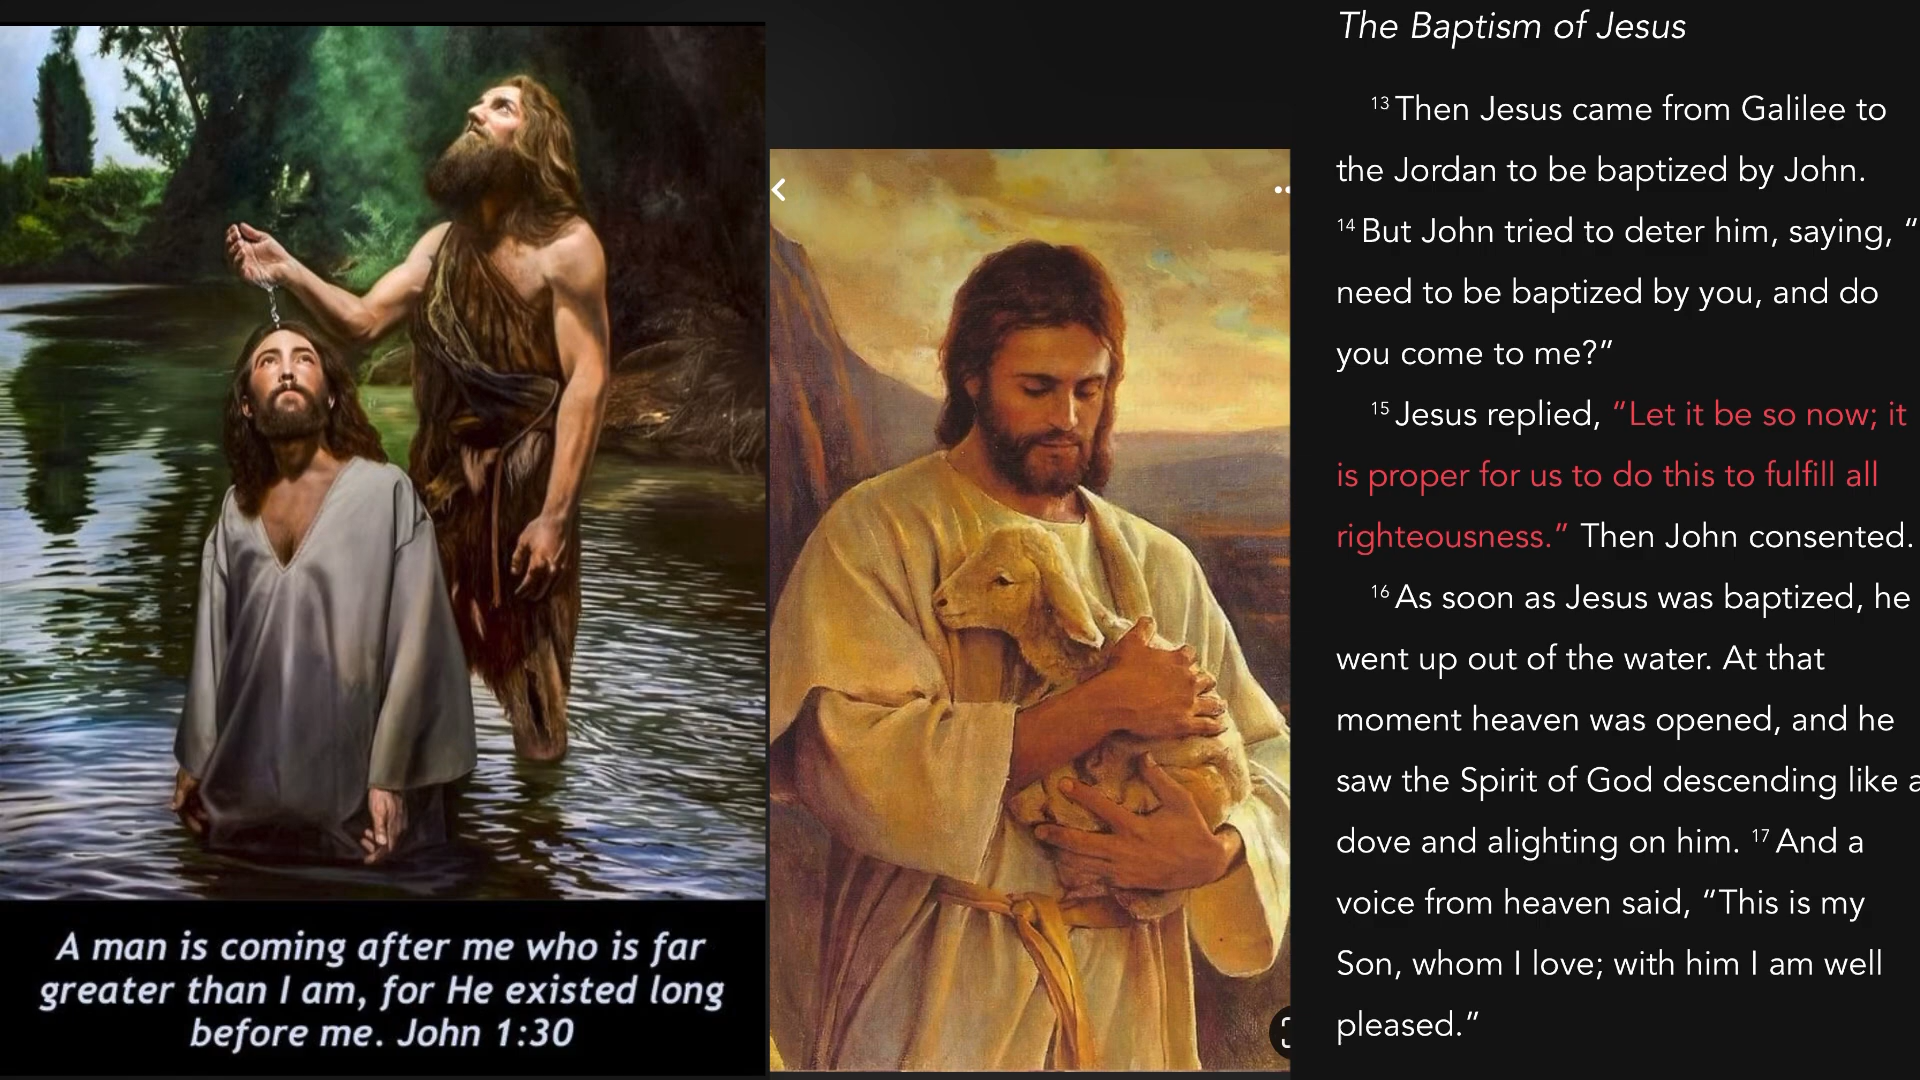 A man is coming after me who is far
greater than I am, for He existed long
before me. John 1:30
The Baptism of Jesus
13 Then Jesus came from Galilee to
the Jordan to be baptized by John.
14 But John tried to deter him, saying, “
need to be baptized by you, and do
you come to me?”
15 Jesus replied, “Let it be so now; it
is proper for us to do this to fulfill all
righteousness.” Then John consented.
16 As soon as Jesus was baptized, he
went up out of the water. At that
moment heaven was opened, and he
saw the Spirit of God descending like a
dove and alighting on him. 17 And a
voice from heaven said, “This is my
Son, whom I love; with him I am well
pleased.”